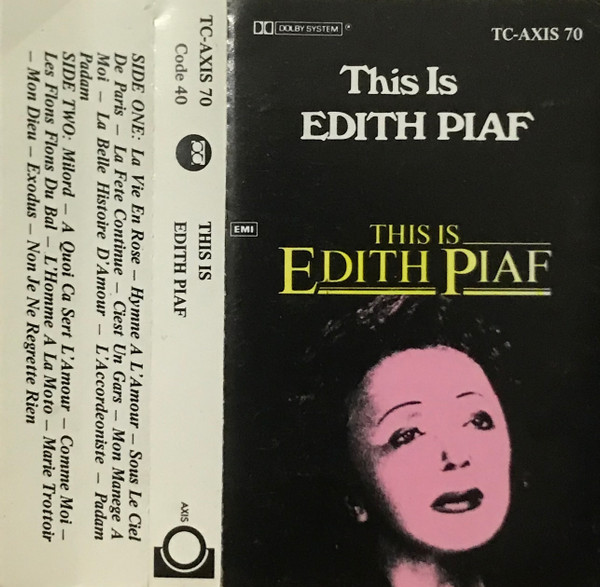 SIDE ONE: La Vie En Rose – Hymne A L'Amour – Sous Le Ciel
De Paris – La Fete Continue – Ciest Un Gars – Mon Manege A
Moi – La Belle Histoire D'Amour – L'Accordeoniste – Padam
Padam
SIDE TWO: Milord – A Quoi Ca Sert L'Amour – Comme Moi –
Les Flons Flons Du Bal – L'Homme A La Moto – Marie Trottoir
– Mon Dieu – Exodus – Non Je Ne Regrette Rien
TC-AXIS 70
Code 40
THIS IS
EDITH PIAF
AXIS
DOLBY SYSTEM
TC-AXIS 70
This Is
EDITH PIAF
EMI
THIS IS
EDITH PIAF